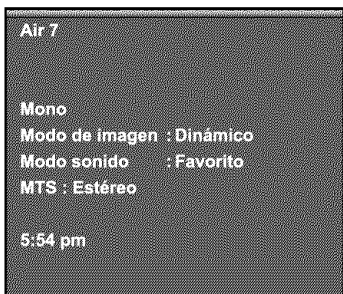 Air 7
Mono
Modo de imagen : Dinámico
Modo sonido : Favorito
MTS : Estéreo
5:54 pm